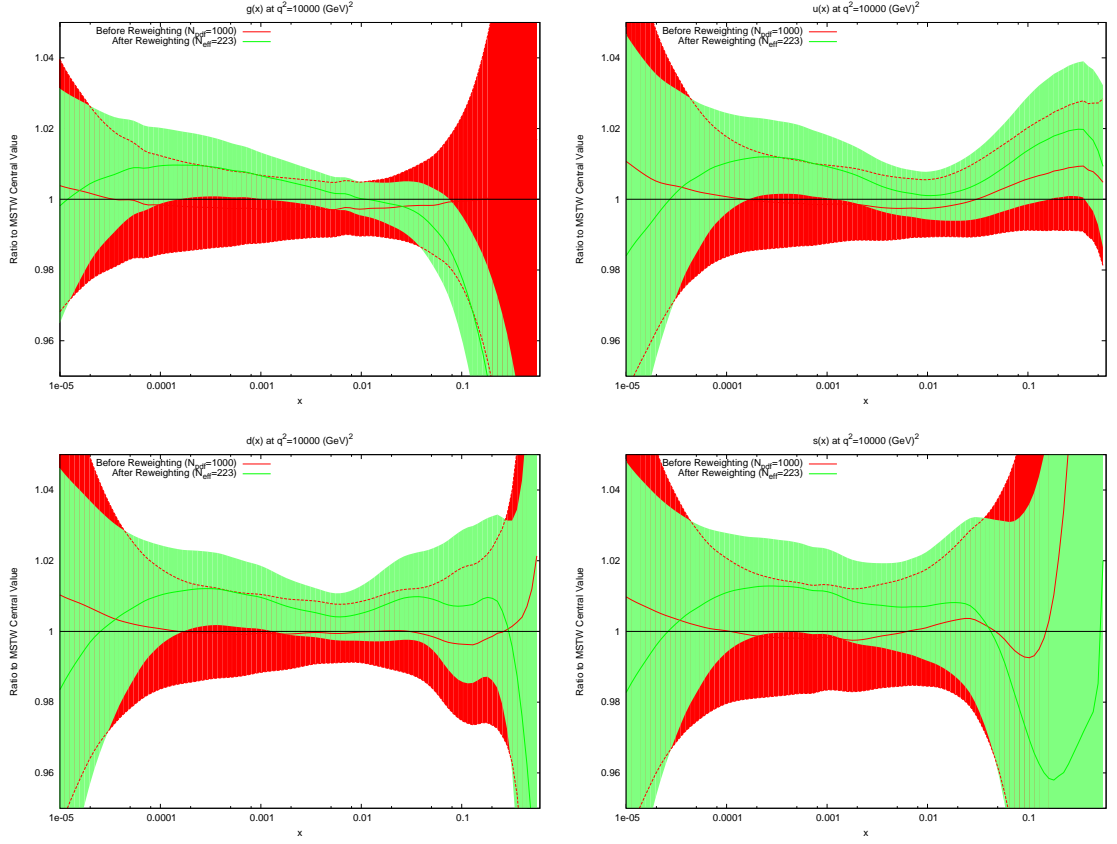 g(x) at q²=10000 (GeV)²
Before Reweighting (N_pdf=1000)
After Reweighting (N_eff=223)
Ratio to MSTW Central Value
1.04
1.02
1
0.98
0.96
1e-05 0.0001 0.001 0.01 0.1
x
u(x) at q²=10000 (GeV)²
Before Reweighting (N_pdf=1000)
After Reweighting (N_eff=223)
Ratio to MSTW Central Value
1.04
1.02
1
0.98
0.96
1e-05 0.0001 0.001 0.01 0.1
x
d(x) at q²=10000 (GeV)²
Before Reweighting (N_pdf=1000)
After Reweighting (N_eff=223)
Ratio to MSTW Central Value
1.04
1.02
1
0.98
0.96
1e-05 0.0001 0.001 0.01 0.1
x
s(x) at q²=10000 (GeV)²
Before Reweighting (N_pdf=1000)
After Reweighting (N_eff=223)
Ratio to MSTW Central Value
1.04
1.02
1
0.98
0.96
1e-05 0.0001 0.001 0.01 0.1
x